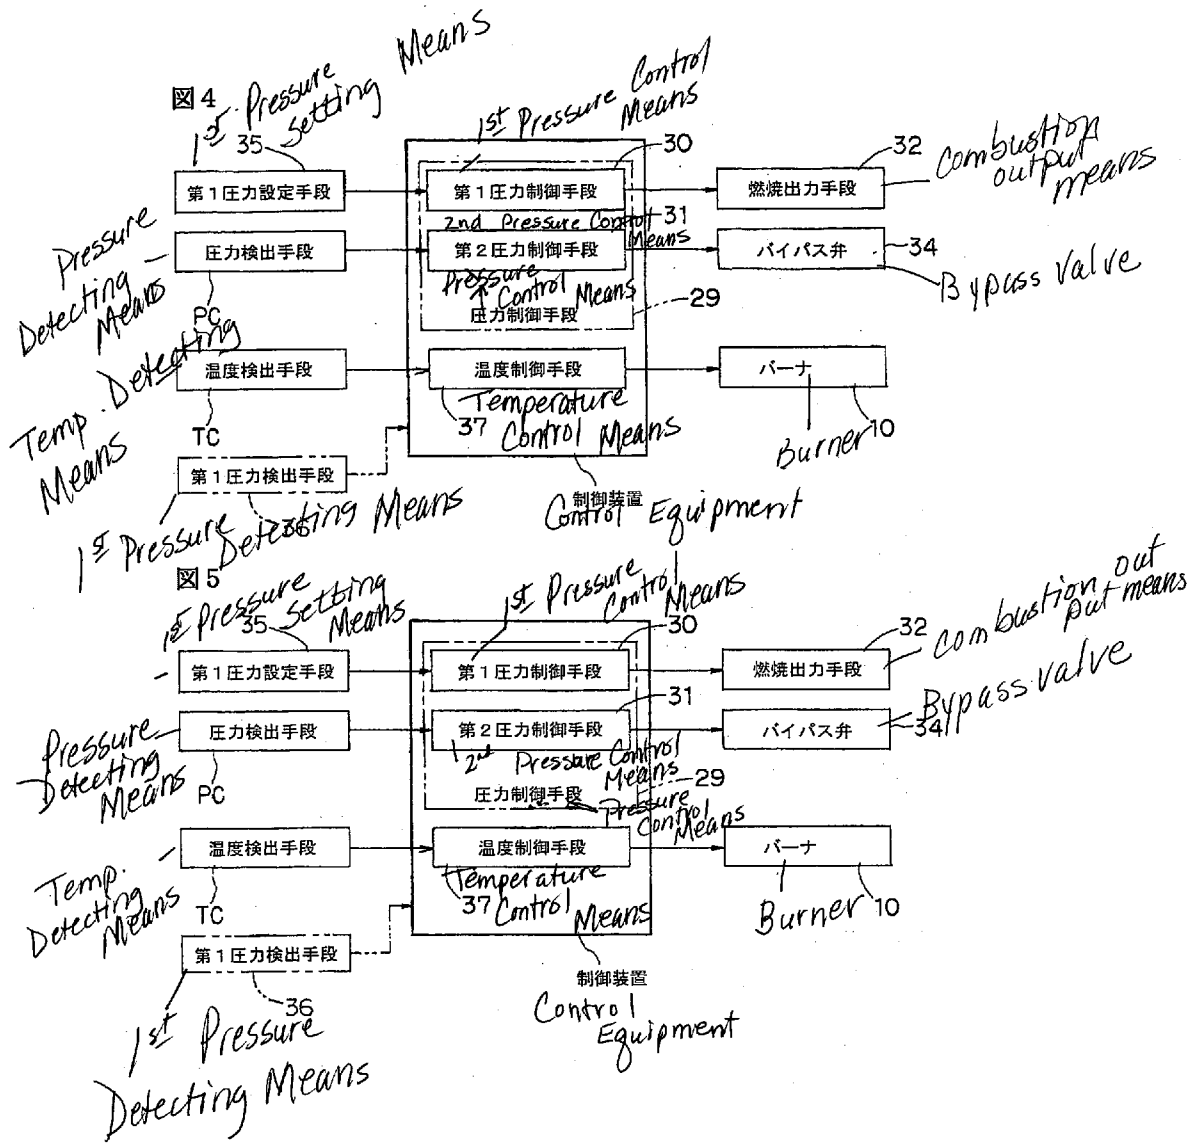 図4
1st Pressure
Setting Means
35
第1圧力設定手段
1st Pressure Control
Means
30
第1圧力制御手段
32
燃焼出力手段
Combustion
output
means
Pressure
Detecting
Means
圧力検出手段
PC
2nd Pressure Control
Means
31
第2圧力制御手段
バイパス弁
34
Bypass valve
Pressure
Control Means
圧力制御手段
29
Temp. Detecting
Means
温度検出手段
TC
温度制御手段
37
Temperature
Control Means
バーナ
10
Burner
第1圧力検出手段
36
1st Pressure
Detecting Means
制御装置
Control Equipment
図5
1st Pressure
Setting
Means
35
第1圧力設定手段
1st Pressure
Control
Means
30
第1圧力制御手段
32
燃焼出力手段
Combustion out
put means
Pressure
Detecting
Means
圧力検出手段
PC
31
第2圧力制御手段
2nd Pressure Control
Means
バイパス弁
34
Bypass valve
圧力制御手段
29
Pressure
Control
Means
Temp.
Detecting
Means
温度検出手段
TC
温度制御手段
37
Temperature
Control
Means
バーナ
10
Burner
第1圧力検出手段
36
1st Pressure
Detecting Means
制御装置
Control
Equipment